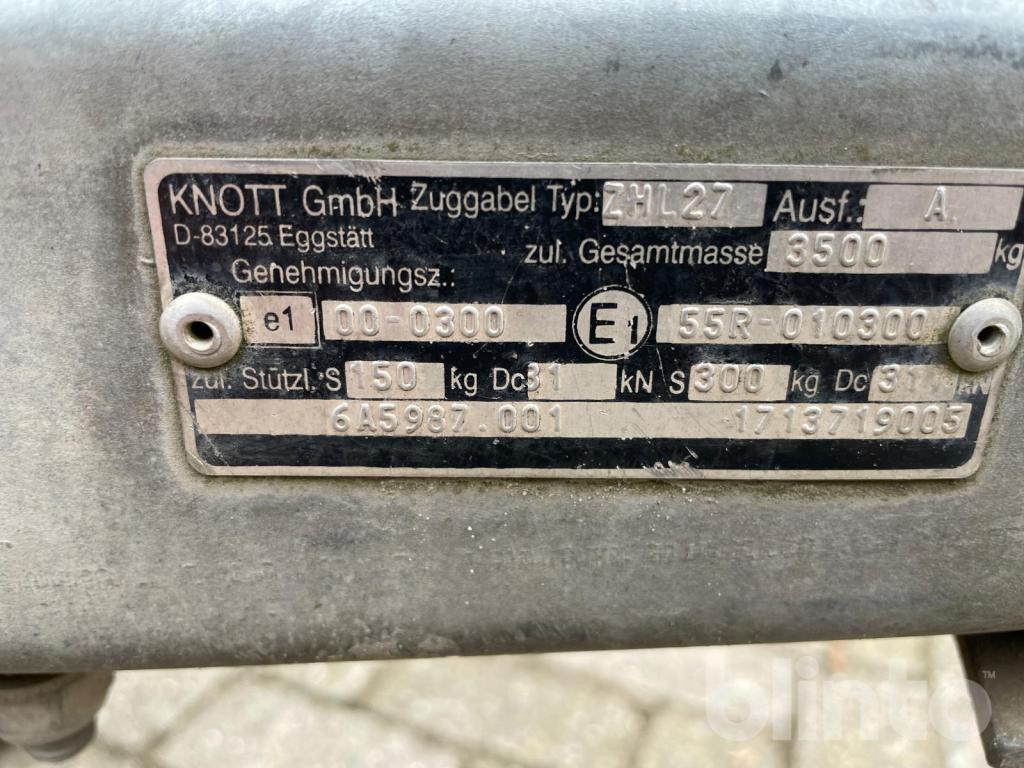 KNOTT GmbH Zuggabel Typ: ZHL27 Ausf.: A
D-83125 Eggstätt zul. Gesamtmasse 3500 kg
Genehmigungsz.:
e1 00-0300 E1 55R-010300
zul. Stützl. S 150 kg Dc 31 kN S 300 kg Dc 31 kN
6A5987.001 1713719005
blinto™